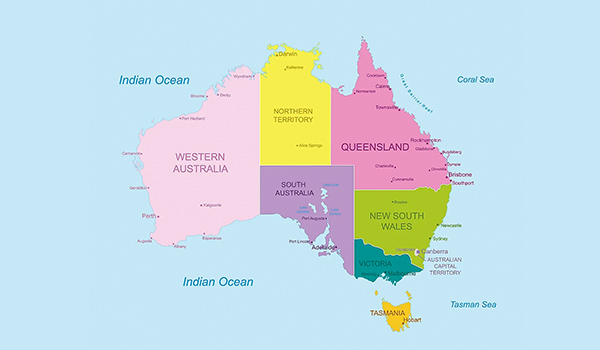 Indian Ocean
Coral Sea
Great Barrier Reef
Darwin
Katherine
Wyndham
Derby
Broome
Port Hedland
NORTHERN
TERRITORY
Alice Springs
Cooktown
Cairns
Normanton
Townsville
QUEENSLAND
Rockhampton
Gladstone
Bundaberg
Gympie
Charleville
Cunnamulla
Brisbane
Southport
WESTERN
AUSTRALIA
Carnarvon
Geraldton
Kalgoorlie
Perth
Augusta
Albany
Esperance
SOUTH
AUSTRALIA
Port Augusta
Port Lincoln
Adelaide
Bourke
NEW SOUTH
WALES
Newcastle
Sydney
Canberra
AUSTRALIAN
CAPITAL
TERRITORY
VICTORIA
Melbourne
Indian Ocean
Tasman Sea
TASMANIA
Hobart